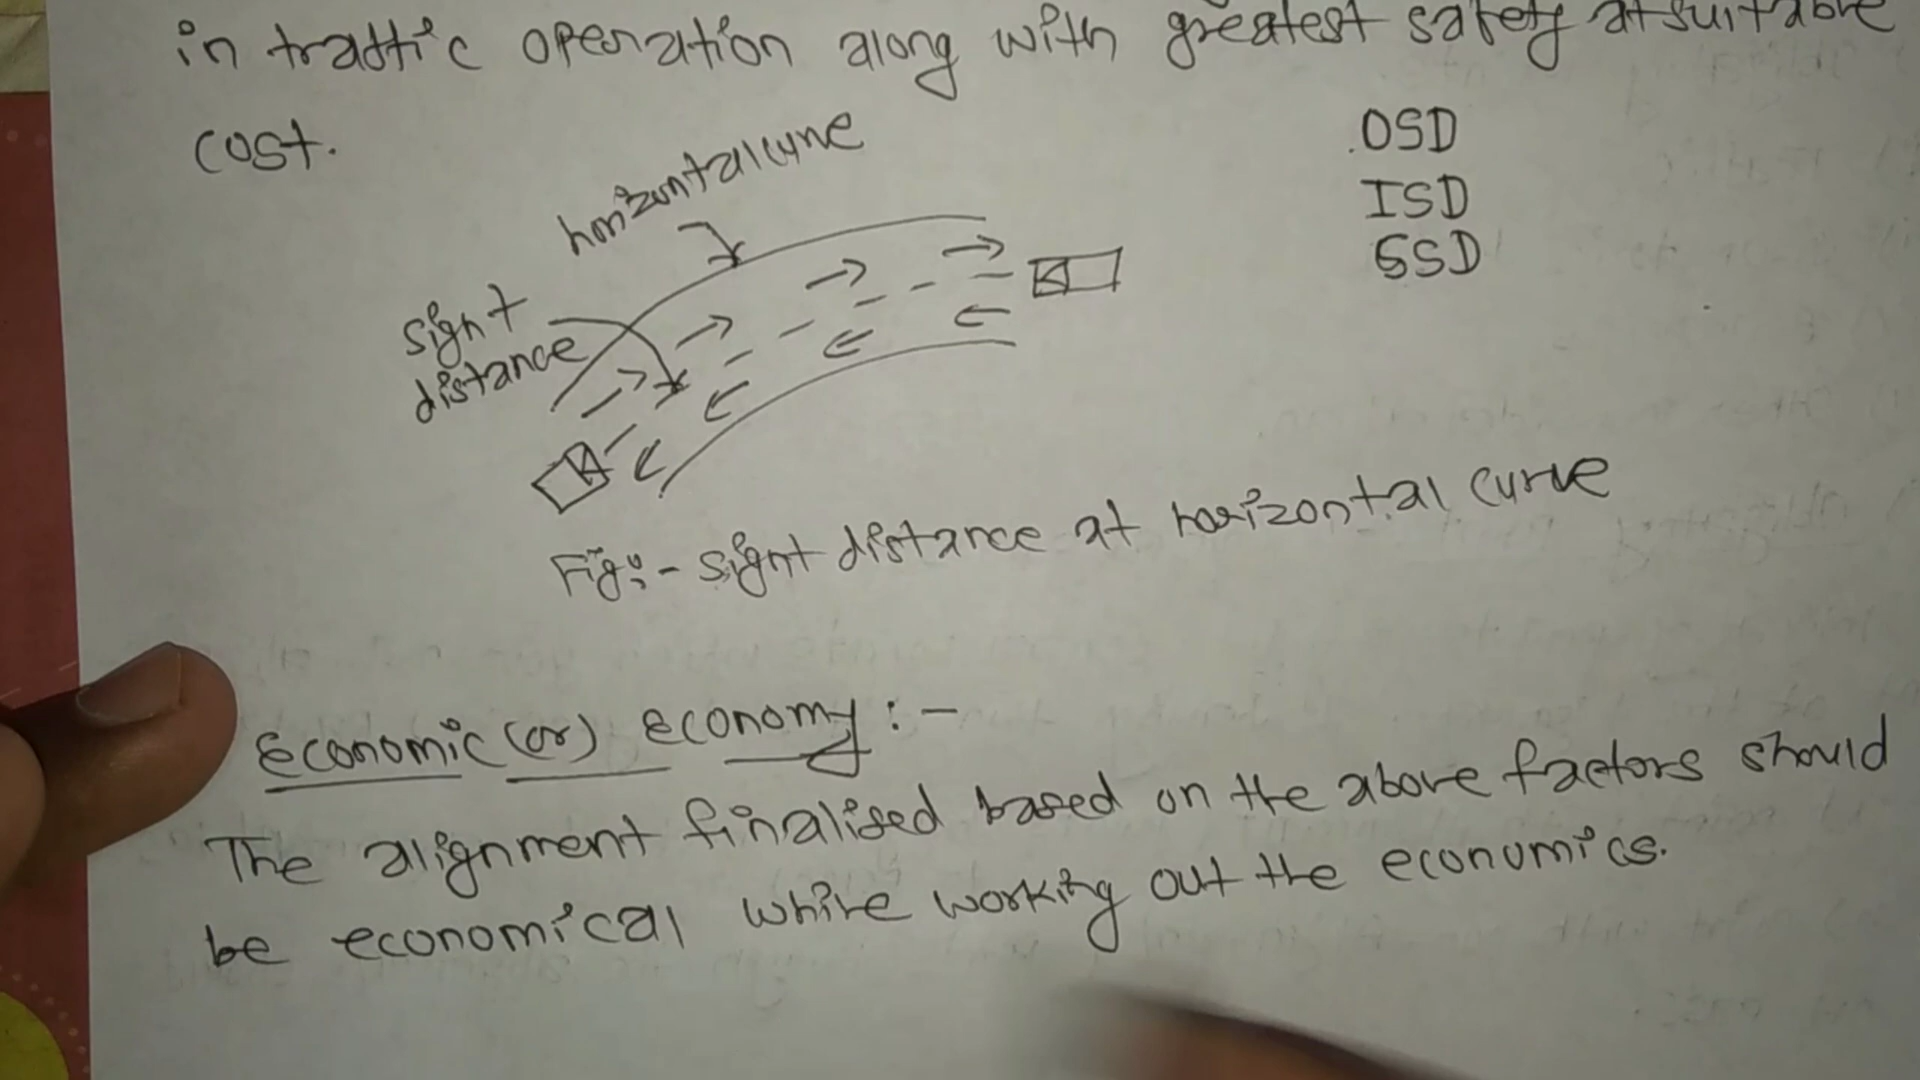 in traffic operation along with greatest safety at suitable
cost.
OSD
ISD
SSD
horizontal curve
sight
distance
Fig:- sight distance at horizontal curve
Economic (or) Economy:-
The alignment finalised based on the above factors should
be economical while working out the economics.